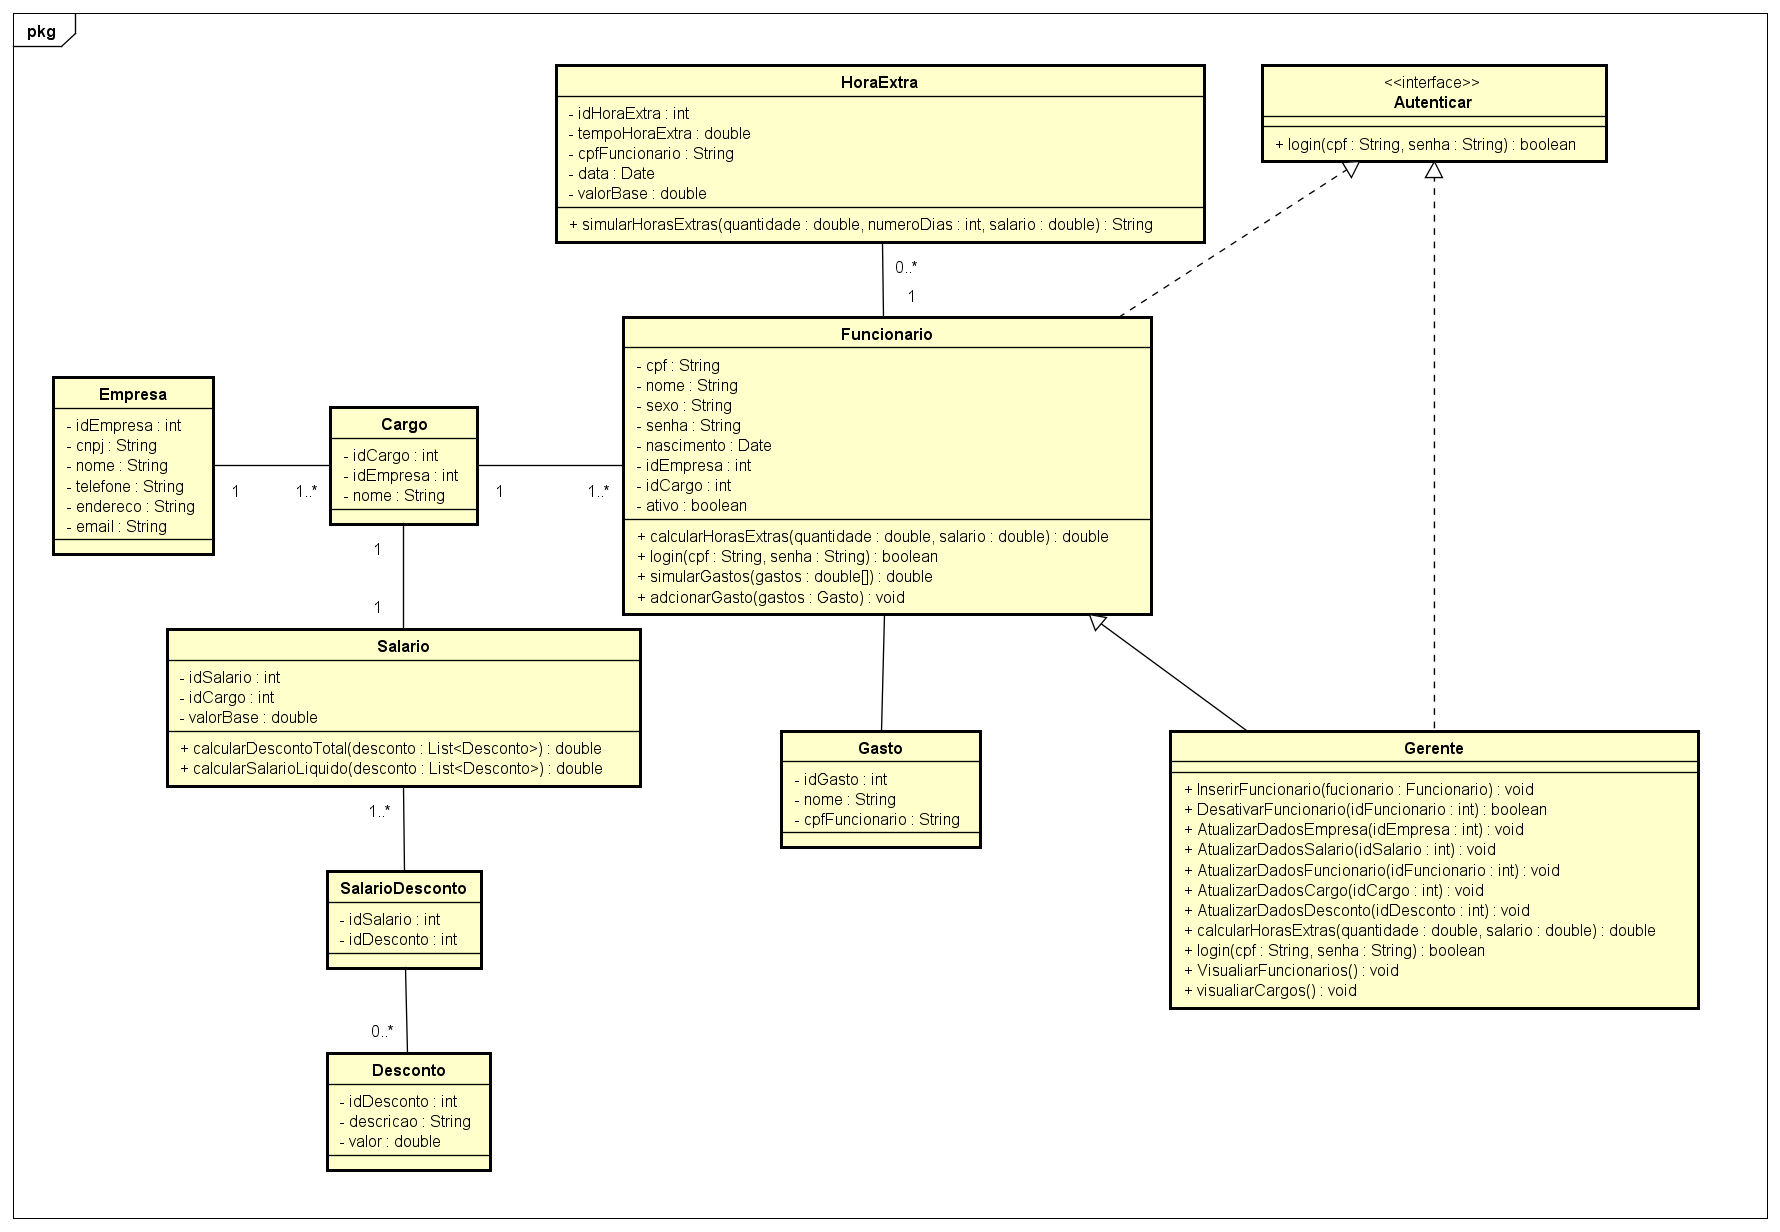 pkg
HoraExtra
- idHoraExtra : int
- tempoHoraExtra : double
- cpfFuncionario : String
- data : Date
- valorBase : double
+ simularHorasExtras(quantidade : double, numeroDias : int, salario : double) : String
<<interface>>
Autenticar
+ login(cpf : String, senha : String) : boolean
0..*
1
Funcionario
- cpf : String
- nome : String
- sexo : String
- senha : String
- nascimento : Date
- idEmpresa : int
- idCargo : int
- ativo : boolean
+ calcularHorasExtras(quantidade : double, salario : double) : double
+ login(cpf : String, senha : String) : boolean
+ simularGastos(gastos : double[]) : double
+ adcionarGasto(gastos : Gasto) : void
Empresa
- idEmpresa : int
- cnpj : String
- nome : String
- telefone : String
- endereco : String
- email : String
1
1..*
Cargo
- idCargo : int
- idEmpresa : int
- nome : String
1
1..*
1
1
Salario
- idSalario : int
- idCargo : int
- valorBase : double
+ calcularDescontoTotal(desconto : List<Desconto>) : double
+ calcularSalarioLiquido(desconto : List<Desconto>) : double
1..*
SalarioDesconto
- idSalario : int
- idDesconto : int
0..*
Desconto
- idDesconto : int
- descricao : String
- valor : double
Gasto
- idGasto : int
- nome : String
- cpfFuncionario : String
Gerente
+ InserirFuncionario(fucionario : Funcionario) : void
+ DesativarFuncionario(idFuncionario : int) : boolean
+ AtualizarDadosEmpresa(idEmpresa : int) : void
+ AtualizarDadosSalario(idSalario : int) : void
+ AtualizarDadosFuncionario(idFuncionario : int) : void
+ AtualizarDadosCargo(idCargo : int) : void
+ AtualizarDadosDesconto(idDesconto : int) : void
+ calcularHorasExtras(quantidade : double, salario : double) : double
+ login(cpf : String, senha : String) : boolean
+ VisualiarFuncionarios() : void
+ visualiarCargos() : void